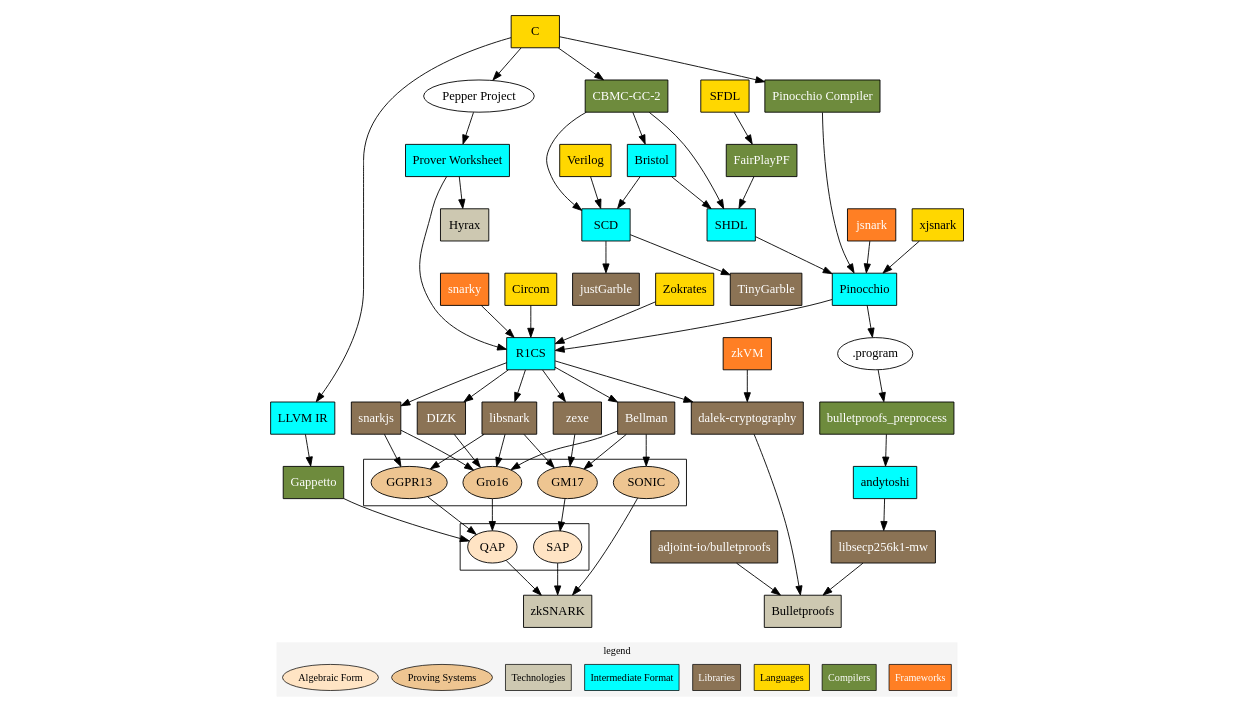 C
Pepper Project
CBMC-GC-2
SFDL
Pinocchio Compiler
Prover Worksheet
Verilog
Bristol
FairPlayPF
Hyrax
SCD
SHDL
jsnark
xjsnark
snarky
Circom
justGarble
Zokrates
TinyGarble
Pinocchio
R1CS
zkVM
.program
LLVM IR
snarkjs
DIZK
libsnark
zexe
Bellman
dalek-cryptography
bulletproofs_preprocess
Gappetto
GGPR13
Gro16
GM17
SONIC
andytoshi
QAP
SAP
adjoint-io/bulletproofs
libsecp256k1-mw
zkSNARK
Bulletproofs
legend
Algebraic Form
Proving Systems
Technologies
Intermediate Format
Libraries
Languages
Compilers
Frameworks